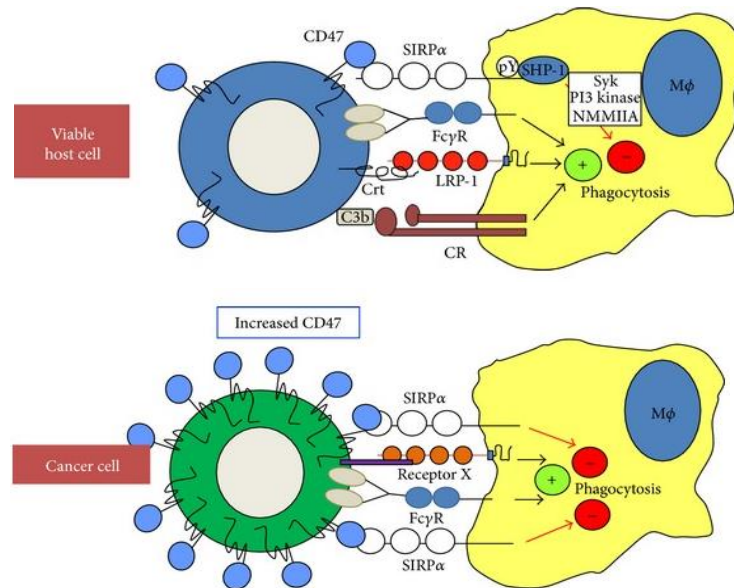 CD47
SIRPα
pY
SHP-1
Syk
PI3 kinase
NMMIIA
Mϕ
Viable
host cell
FcγR
Crt
LRP-1
+
−
Phagocytosis
C3b
CR
Increased CD47
SIRPα
Mϕ
Cancer cell
Receptor X
+
−
Phagocytosis
FcγR
−
SIRPα